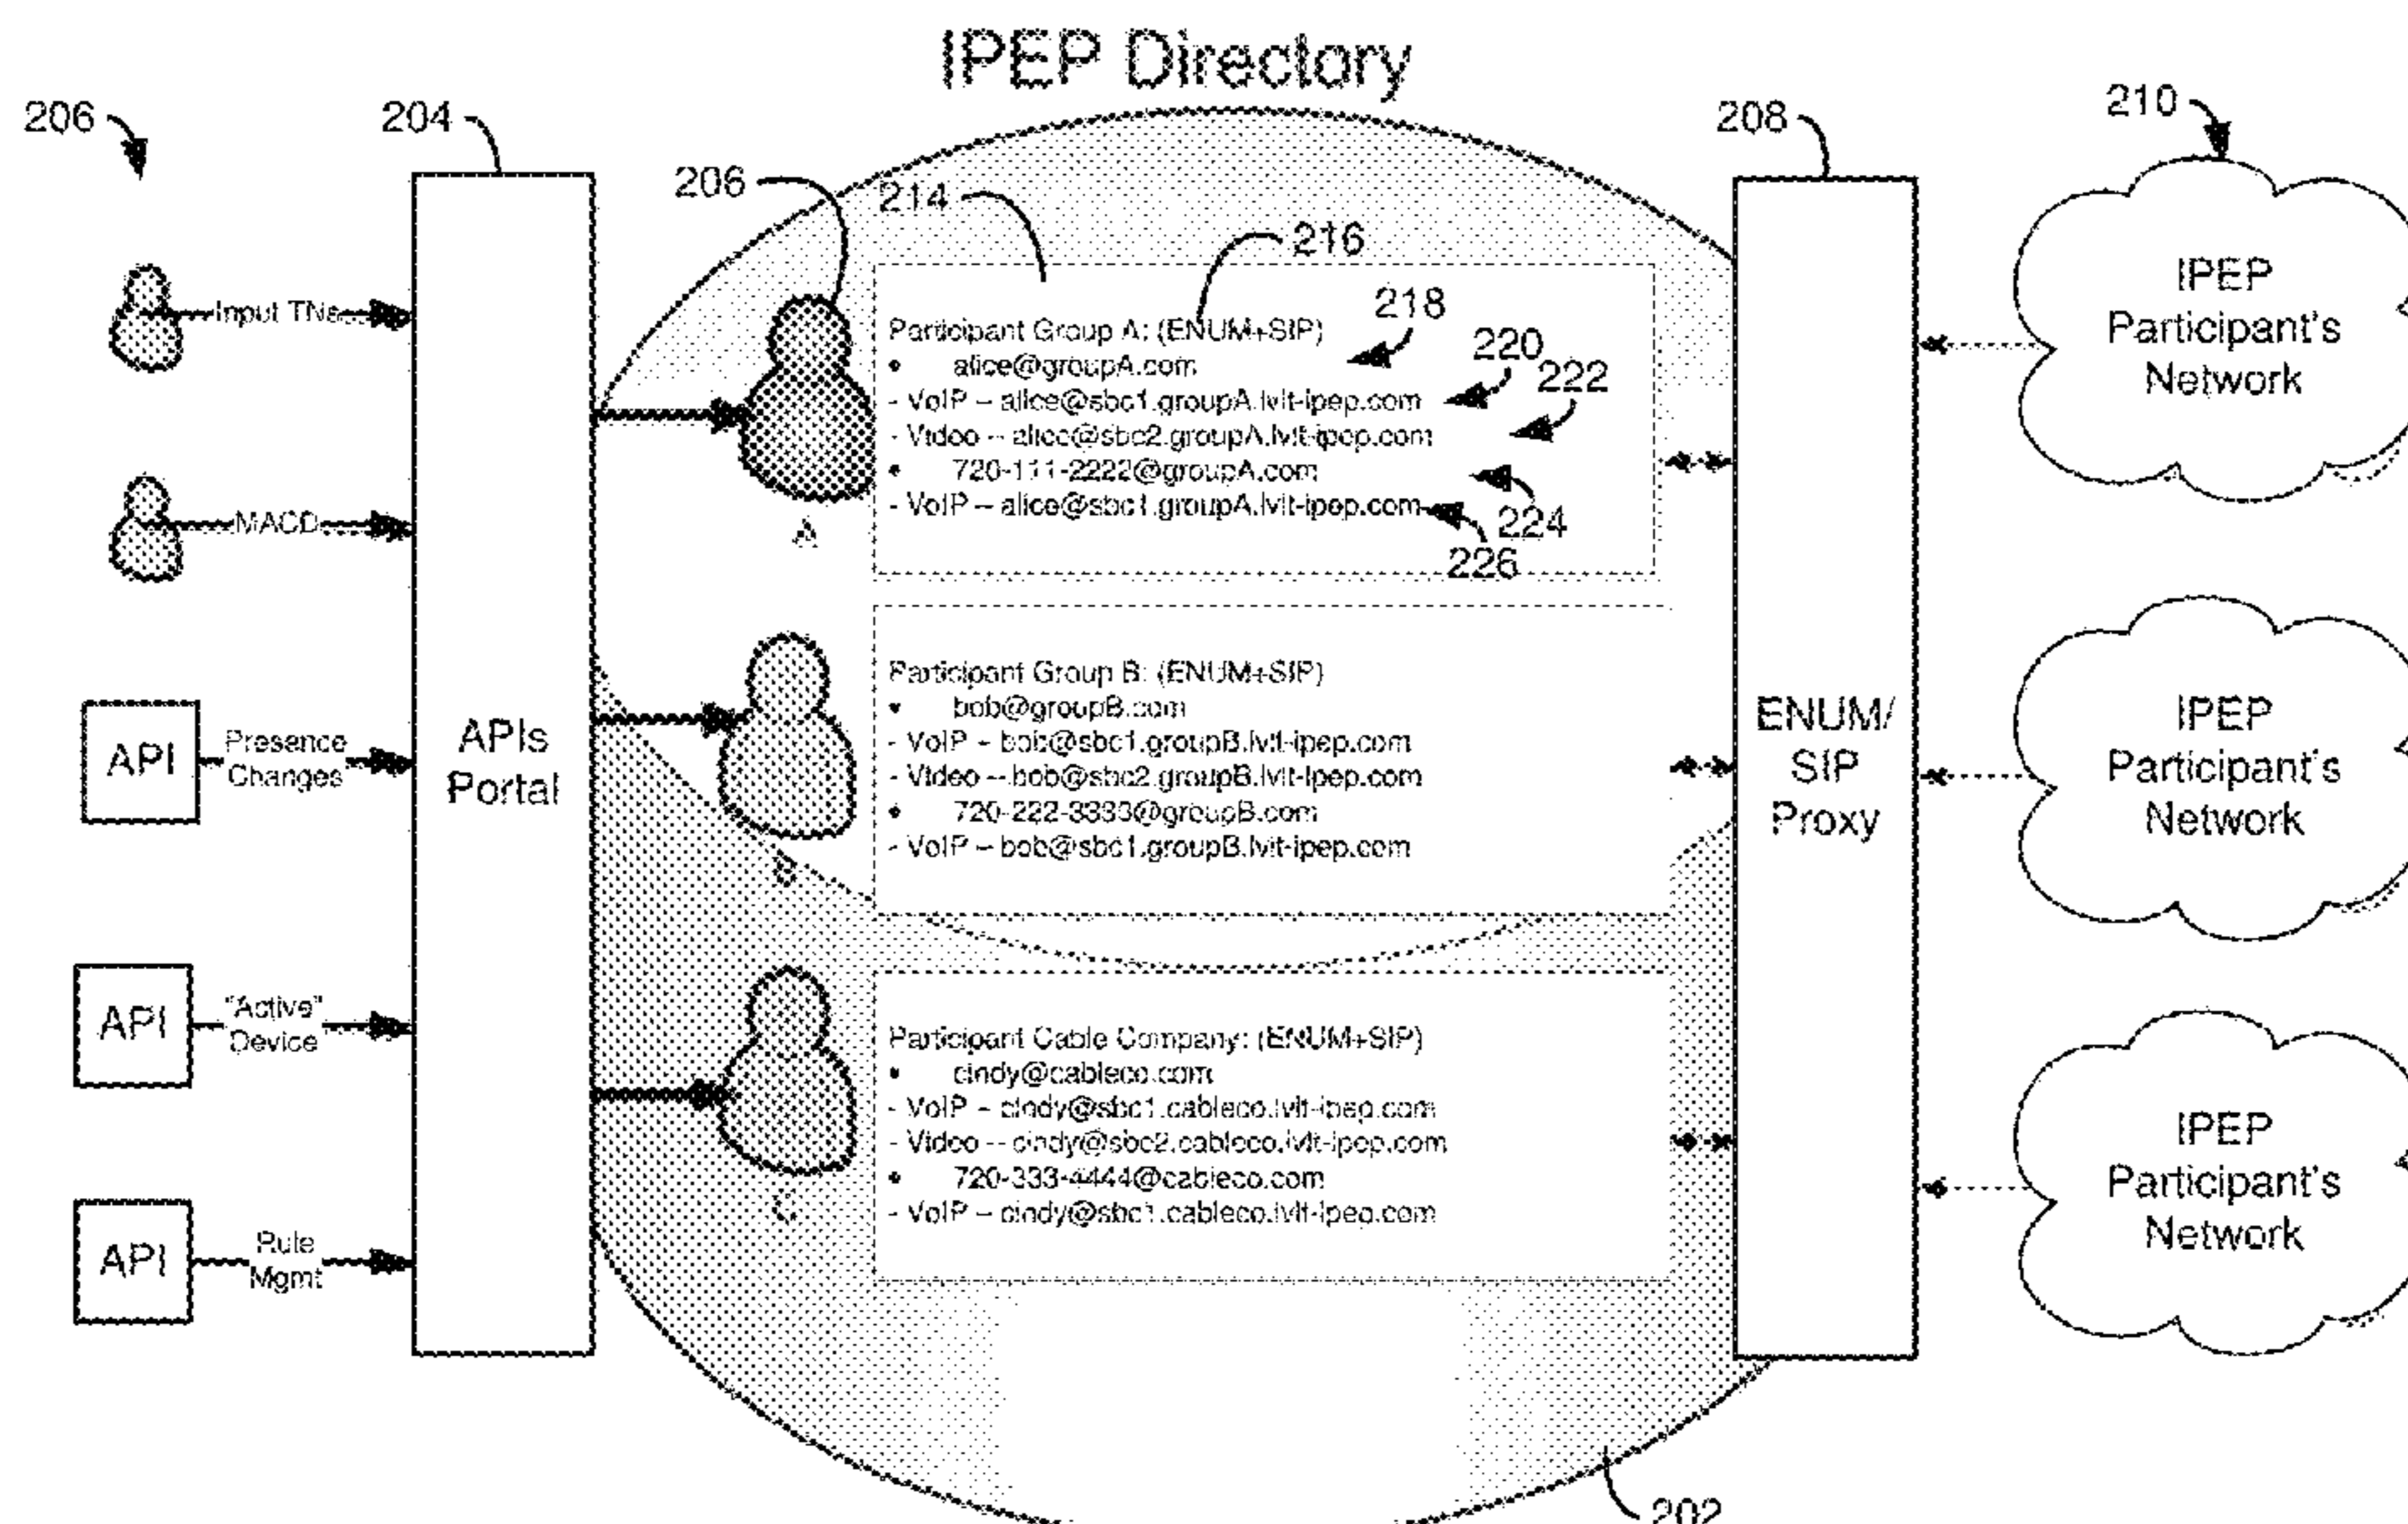 IPEP Directory
206
204
206
214
216
208
210
Input TNs
MACD
API
Presence
Changes
API
"Active"
Device
API
Rule
Mgmt
APIs
Portal
A
Participant Group A: (ENUM+SIP)
• alice@groupA.com
218
- VoIP – alice@sbc1.groupA.lvlt-ipep.com
220
- Video -- alice@sbc2.groupA.lvlt-ipep.com
222
• 720-111-2222@groupA.com
224
- VoIP – alice@sbc1.groupA.lvlt-ipep.com
226
B
Participant Group B: (ENUM+SIP)
• bob@groupB.com
- VoIP – bob@sbc1.groupB.lvlt-ipep.com
- Video -- bob@sbc2.groupB.lvlt-ipep.com
• 720-222-3333@groupB.com
- VoIP – bob@sbc1.groupB.lvlt-ipep.com
C
Participant Cable Company: (ENUM+SIP)
• cindy@cableco.com
- VoIP – cindy@sbc1.cableco.lvlt-ipep.com
- Video -- cindy@sbc2.cableco.lvlt-ipep.com
• 720-333-4444@cableco.com
- VoIP – cindy@sbc1.cableco.lvlt-ipep.com
ENUM/
SIP
Proxy
IPEP
Participant's
Network
IPEP
Participant's
Network
IPEP
Participant's
Network
202